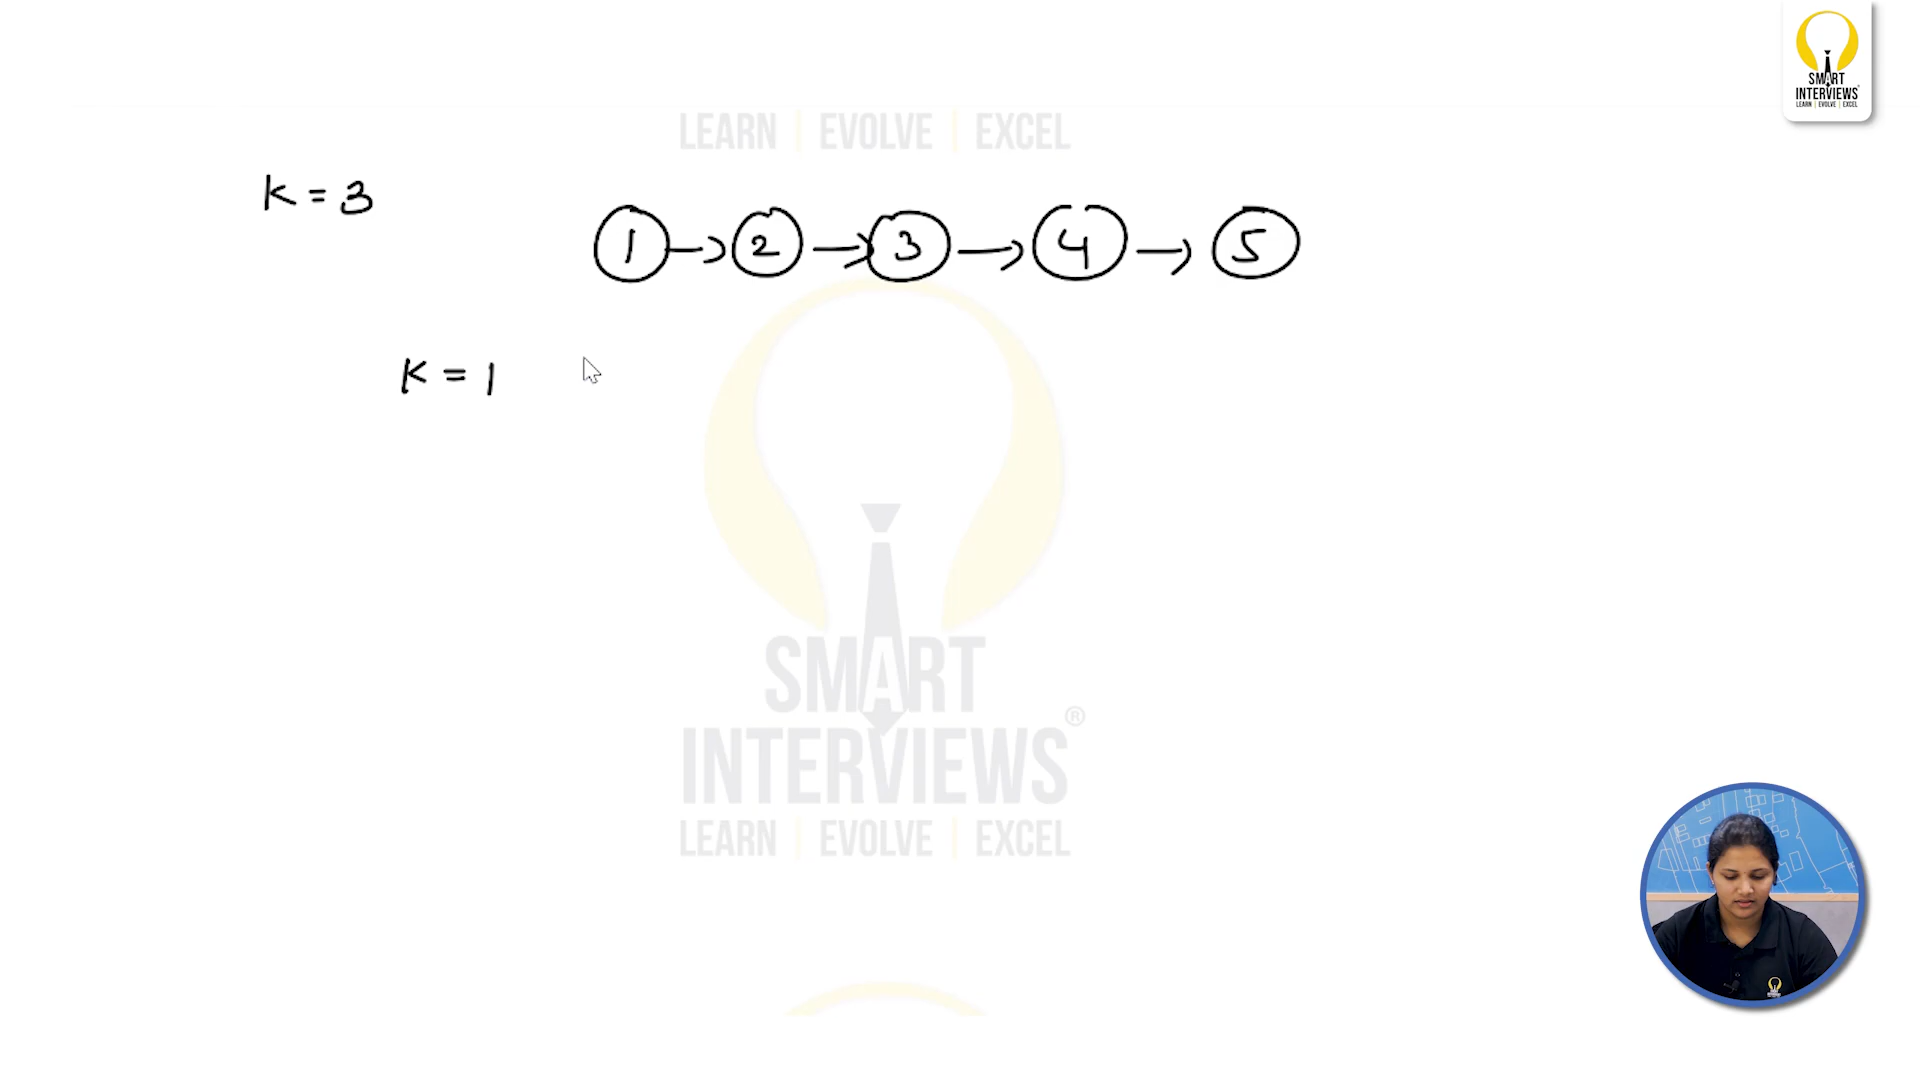 SMART
INTERVIEWS
LEARN | EVOLVE | EXCEL
LEARN | EVOLVE | EXCEL
K = 3
1 → 2 → 3 → 4 → 5
K = 1
SMART
INTERVIEWS®
LEARN | EVOLVE | EXCEL